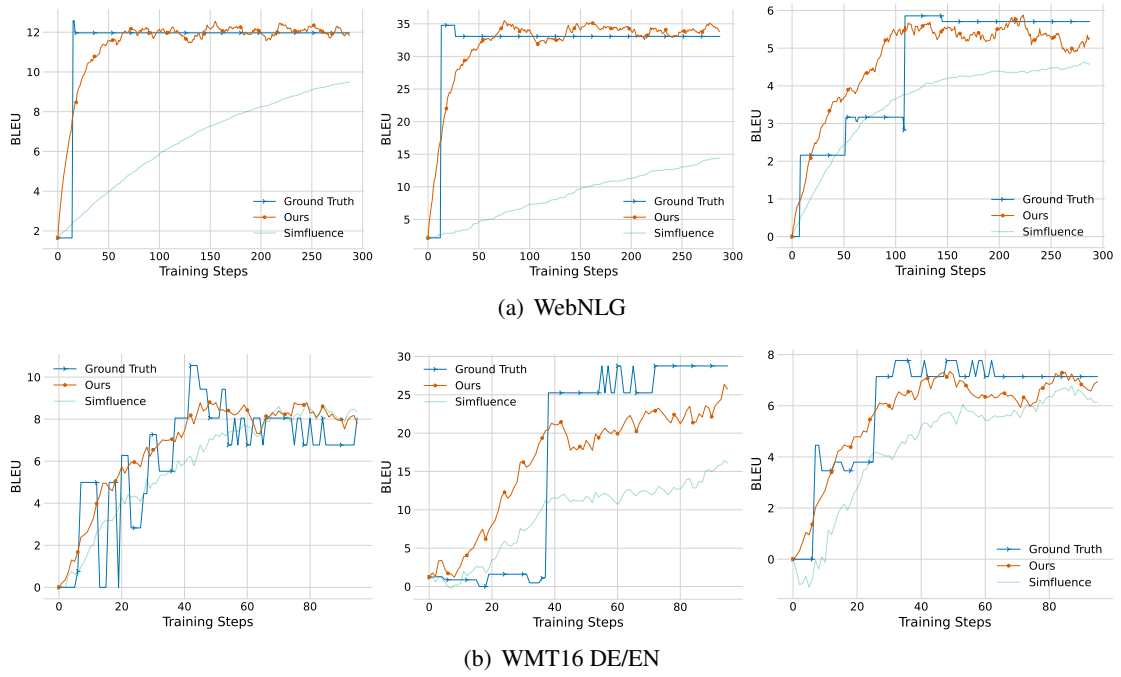 BLEU
12
10
8
6
4
2
0 50 100 150 200 250 300
Training Steps
Ground Truth
Ours
Simfluence
BLEU
35
30
25
20
15
10
5
0 50 100 150 200 250 300
Training Steps
Ground Truth
Ours
Simfluence
BLEU
6
5
4
3
2
1
0
0 50 100 150 200 250 300
Training Steps
Ground Truth
Ours
Simfluence
(a) WebNLG
BLEU
10
8
6
4
2
0
0 20 40 60 80
Training Steps
Ground Truth
Ours
Simfluence
BLEU
30
25
20
15
10
5
0
0 20 40 60 80
Training Steps
Ground Truth
Ours
Simfluence
BLEU
8
6
4
2
0
0 20 40 60 80
Training Steps
Ground Truth
Ours
Simfluence
(b) WMT16 DE/EN